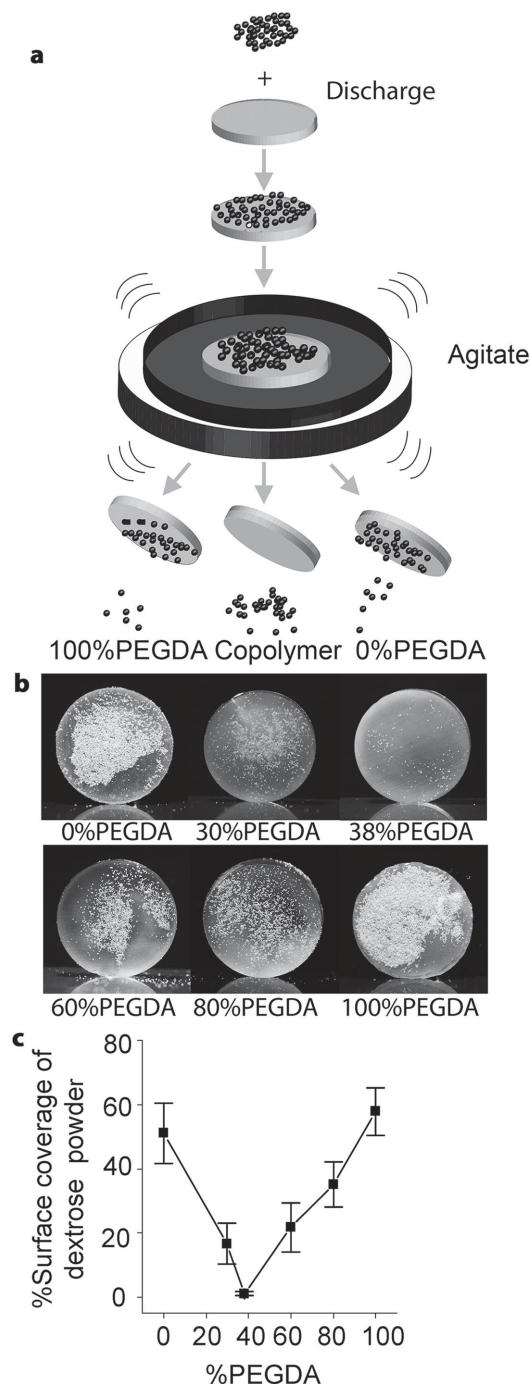 a
+
Discharge
Agitate
100%PEGDA Copolymer 0%PEGDA
b
0%PEGDA 30%PEGDA 38%PEGDA
60%PEGDA 80%PEGDA 100%PEGDA
c
%Surface coverage of
dextrose powder
80
60
40
20
0
0 20 40 60 80 100
%PEGDA